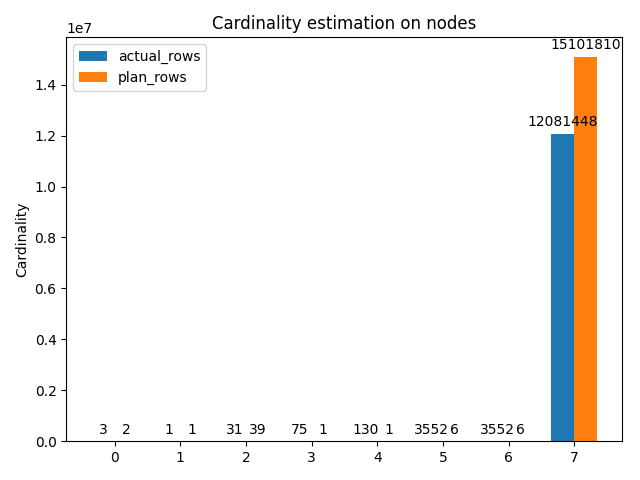 Cardinality estimation on nodes
1e7
actual_rows
plan_rows
15101810
12081448
1.4
1.2
1.0
0.8
0.6
0.4
0.2
0.0
Cardinality
3 2 1 1 31 39 75 1 130 1 3552 6 3552 6
0 1 2 3 4 5 6 7